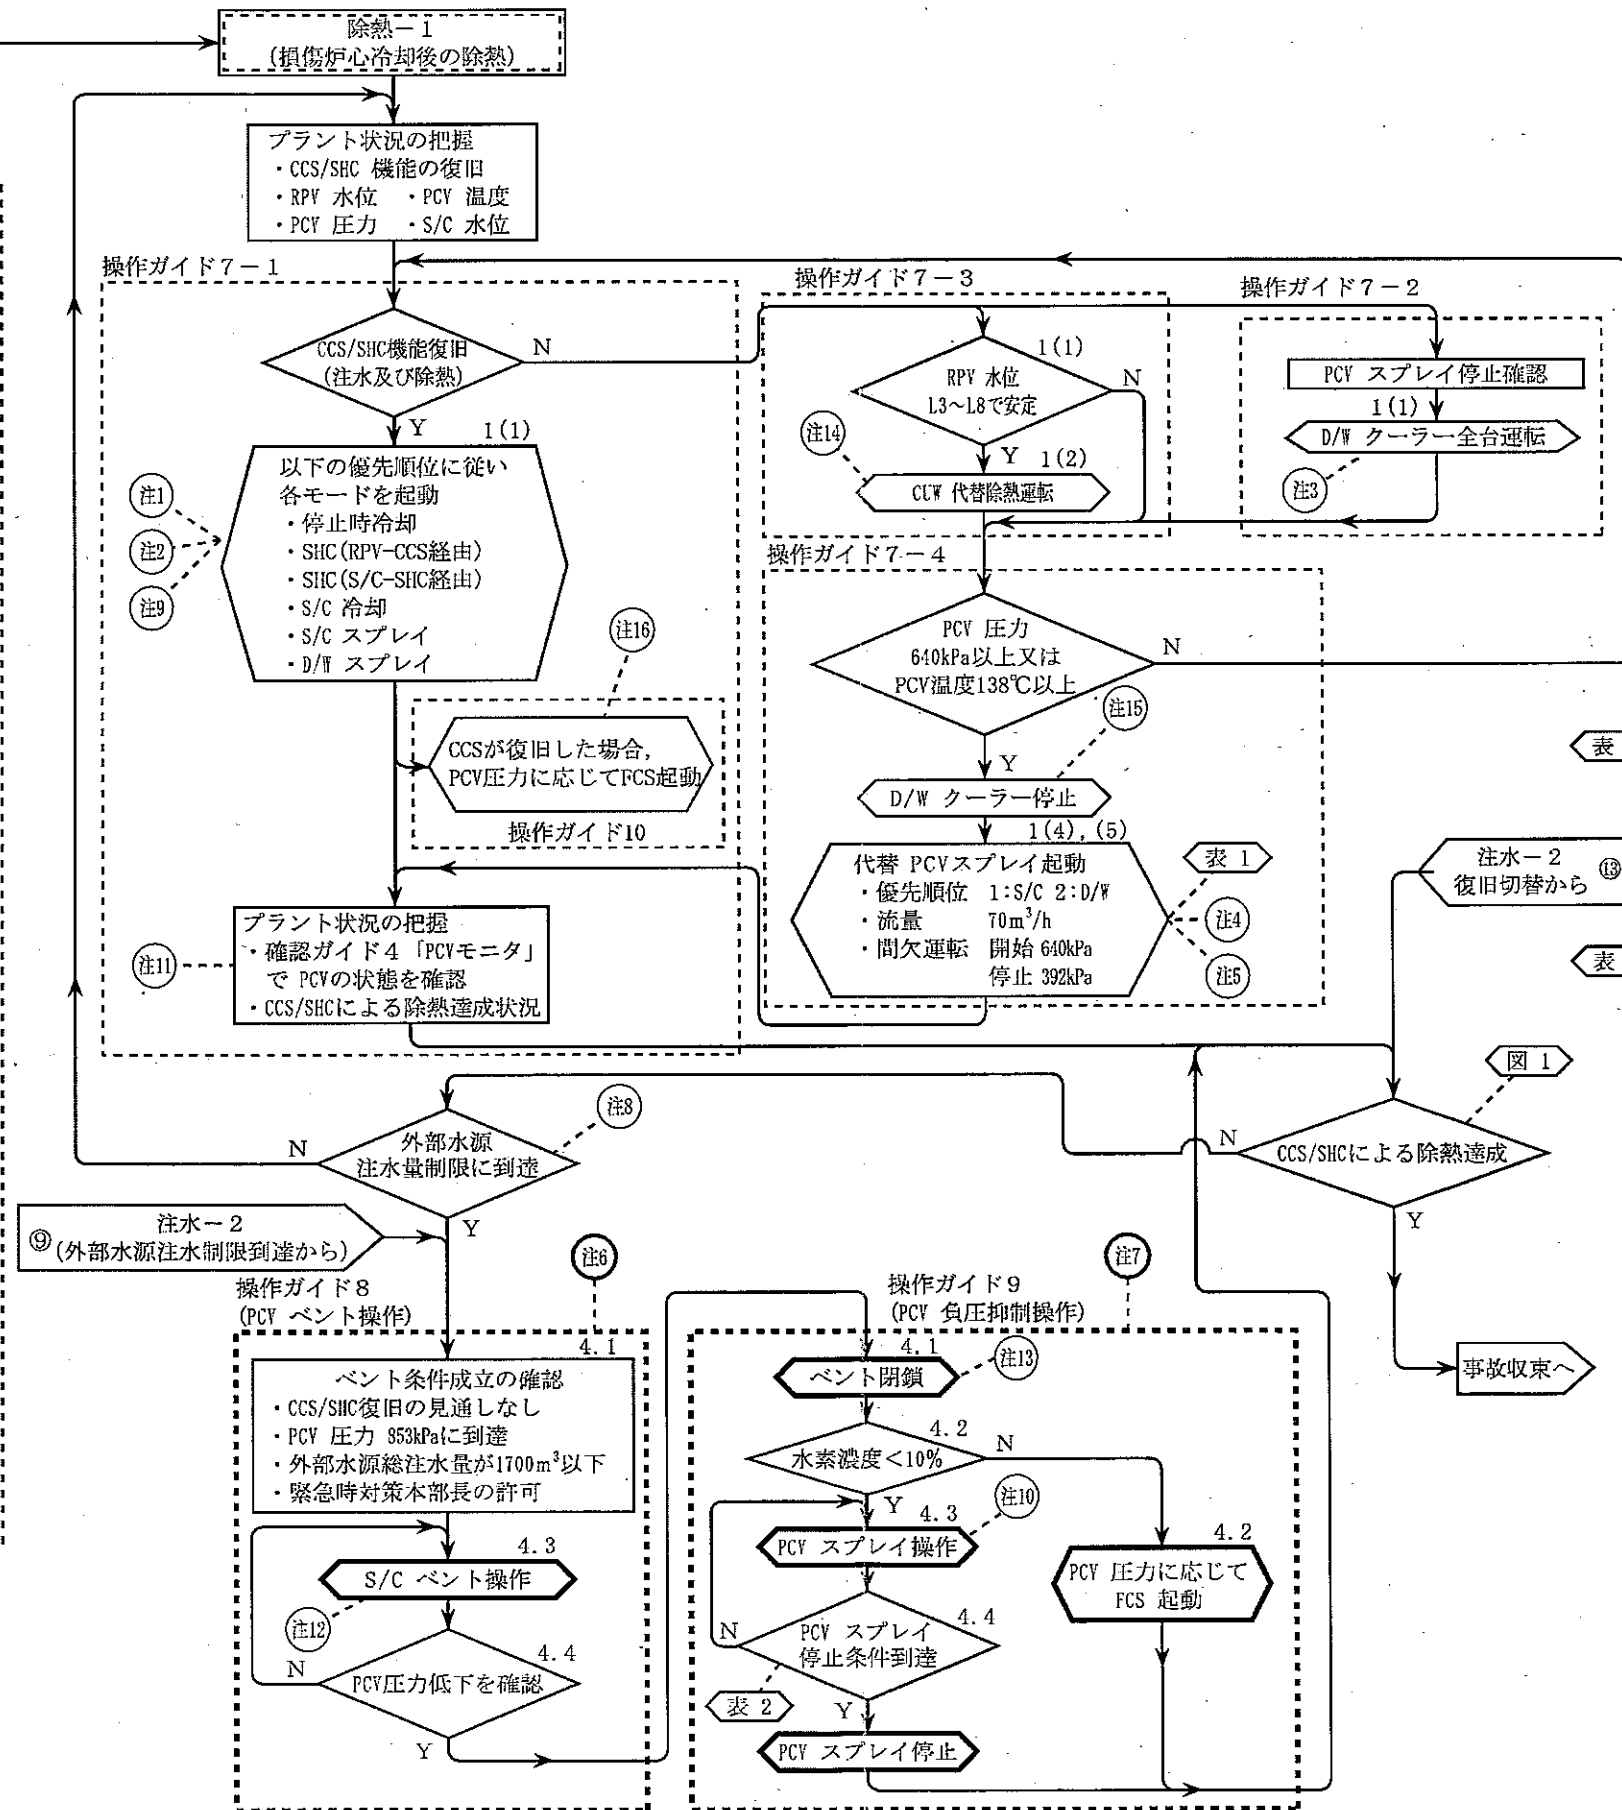 除熱－1
(損傷炉心冷却後の除熱)
プラント状況の把握
・CCS/SHC 機能の復旧
・RPV 水位 ・PCV 温度
・PCV 圧力 ・S/C 水位
操作ガイド7－1
操作ガイド7－3
操作ガイド7－2
CCS/SHC機能復旧
(注水及び除熱)
N
Y
1(1)
以下の優先順位に従い
各モードを起動
・停止時冷却
・SHC(RPV-CCS経由)
・SHC(S/C-SHC経由)
・S/C 冷却
・S/C スプレイ
・D/W スプレイ
注1
注2
注9
注16
CCSが復旧した場合,
PCV圧力に応じてFCS起動
操作ガイド10
プラント状況の把握
・確認ガイド4「PCVモニタ」
で PCVの状態を確認
・CCS/SHCによる除熱達成状況
注11
1(1)
RPV 水位
L3～L8で安定
N
Y
1(2)
注14
CUW 代替除熱運転
PCV スプレイ停止確認
1(1)
D/W クーラー全台運転
注3
操作ガイド7－4
PCV 圧力
640kPa以上又は
PCV温度138℃以上
N
Y
注15
D/W クーラー停止
1(4),(5)
代替 PCVスプレイ起動
・優先順位 1:S/C 2:D/W
・流量 70m³/h
・間欠運転 開始 640kPa
停止 392kPa
表 1
注4
注5
表
表
注水－2
復旧切替から ⑬
図 1
CCS/SHCによる除熱達成
N
Y
事故収束へ
注8
外部水源
注水量制限に到達
N
Y
注水－2
⑨ (外部水源注水制限到達から)
操作ガイド8
(PCV ベント操作)
注6
4.1
ベント条件成立の確認
・CCS/SHC復旧の見通しなし
・PCV 圧力 853kPaに到達
・外部水源総注水量が1700m³以下
・緊急時対策本部長の許可
4.3
S/C ベント操作
注12
4.4
PCV圧力低下を確認
N
Y
操作ガイド9
(PCV 負圧抑制操作)
注7
4.1
ベント閉鎖
注13
4.2
水素濃度＜10%
N
Y
4.3
注10
PCV スプレイ操作
4.4
PCV スプレイ
停止条件到達
N
表 2
Y
PCV スプレイ停止
4.2
PCV 圧力に応じて
FCS 起動